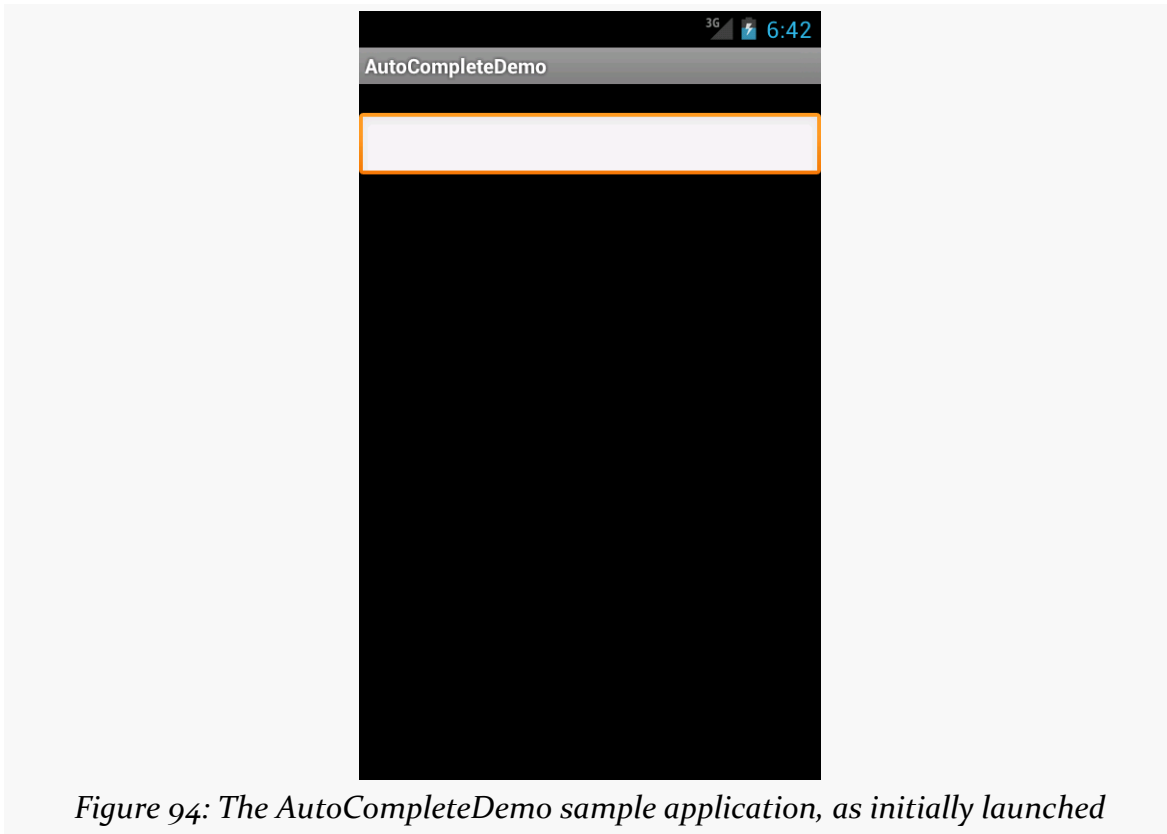 3G 6:42
AutoCompleteDemo
Figure 94: The AutoCompleteDemo sample application, as initially launched